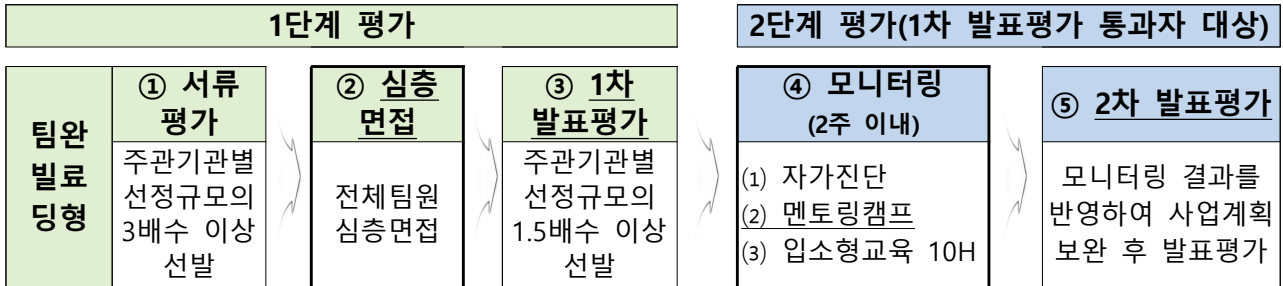 1단계 평가
2단계 평가(1차 발표평가 통과자 대상)
팀완
빌료
딩형
① 서류
평가
주관기관별
선정규모의
3배수 이상
선발
② 심층
면접
전체팀원
심층면접
③ 1차
발표평가
주관기관별
선정규모의
1.5배수 이상
선발
④ 모니터링
(2주 이내)
(1) 자가진단
(2) 멘토링캠프
(3) 입소형교육 10H
⑤ 2차 발표평가
모니터링 결과를
반영하여 사업계획
보완 후 발표평가